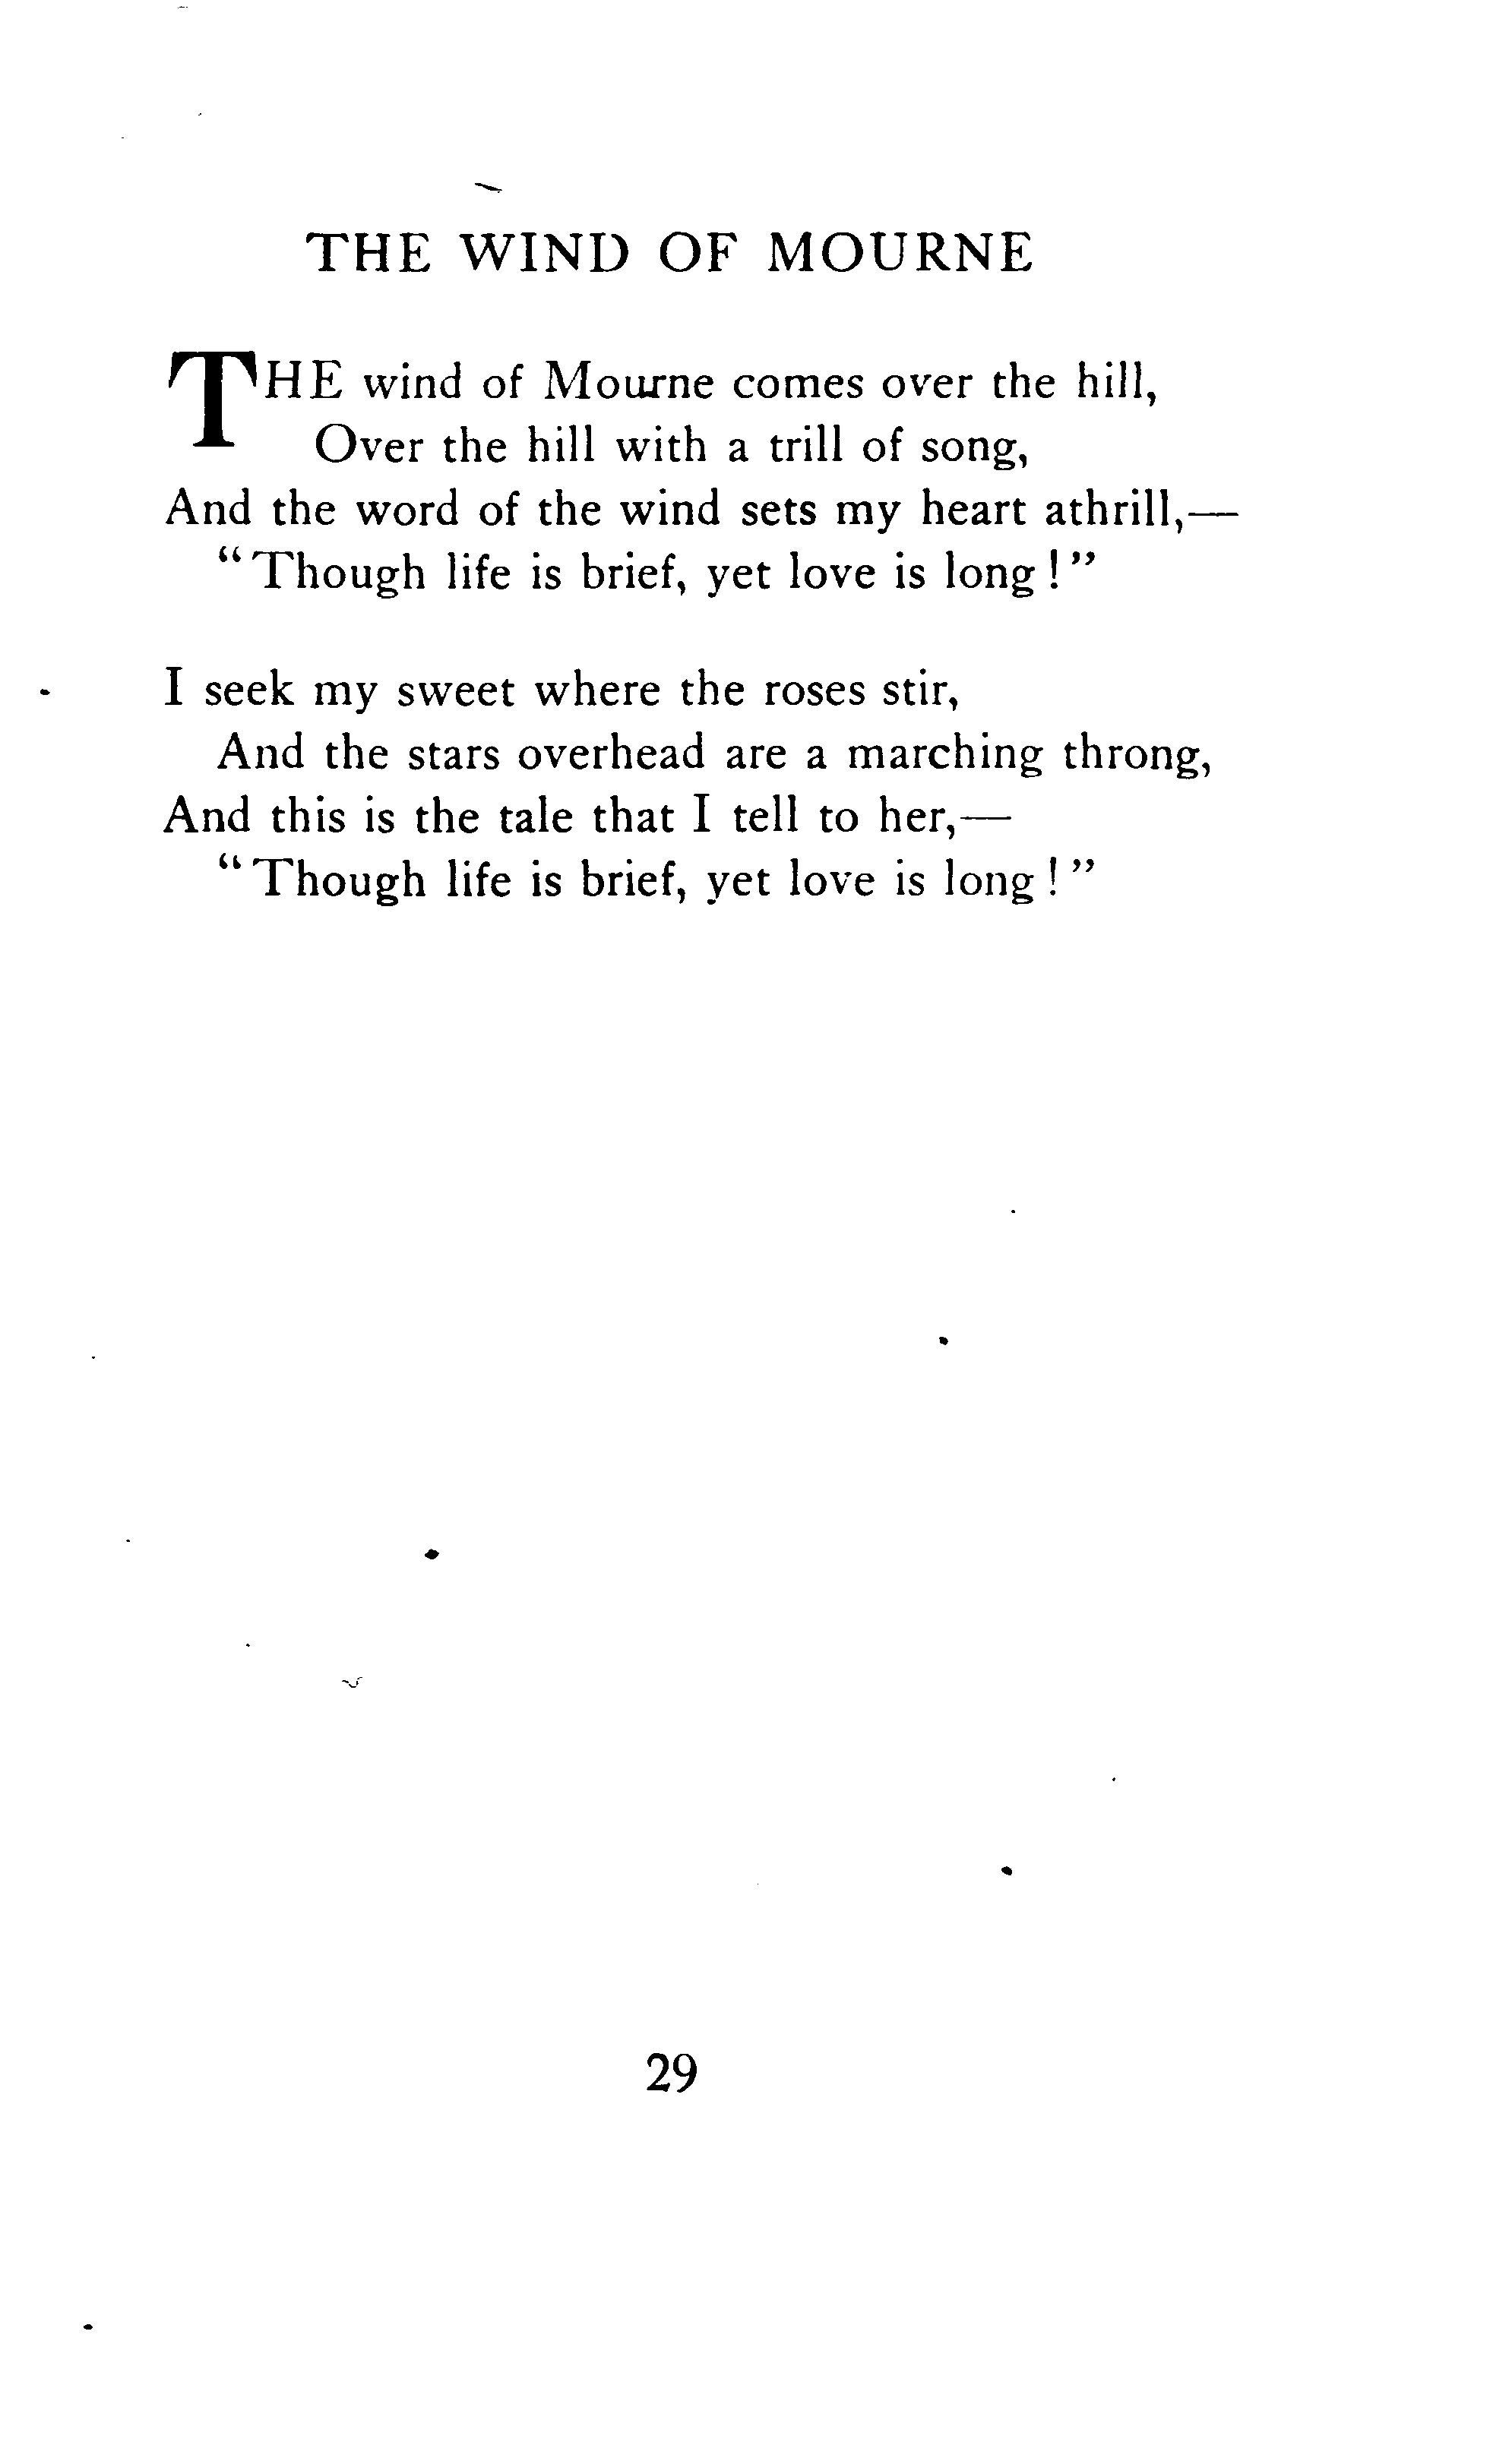 THE WIND OF MOURNE
THE wind of Mourne comes over the hill,
Over the hill with a trill of song,
And the word of the wind sets my heart athrill,—
"Though life is brief, yet love is long!"
I seek my sweet where the roses stir,
And the stars overhead are a marching throng,
And this is the tale that I tell to her,—
"Though life is brief, yet love is long!"
29